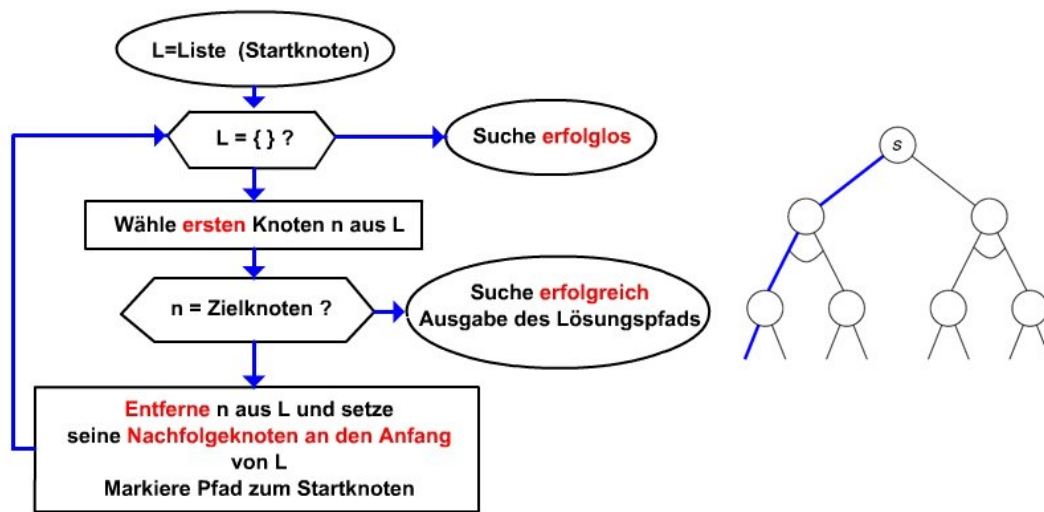 L=Liste (Startknoten)
L = { } ?
Suche erfolglos
s
Wähle ersten Knoten n aus L
n = Zielknoten ?
Suche erfolgreich
Ausgabe des Lösungspfads
Entferne n aus L und setze
seine Nachfolgeknoten an den Anfang
von L
Markiere Pfad zum Startknoten